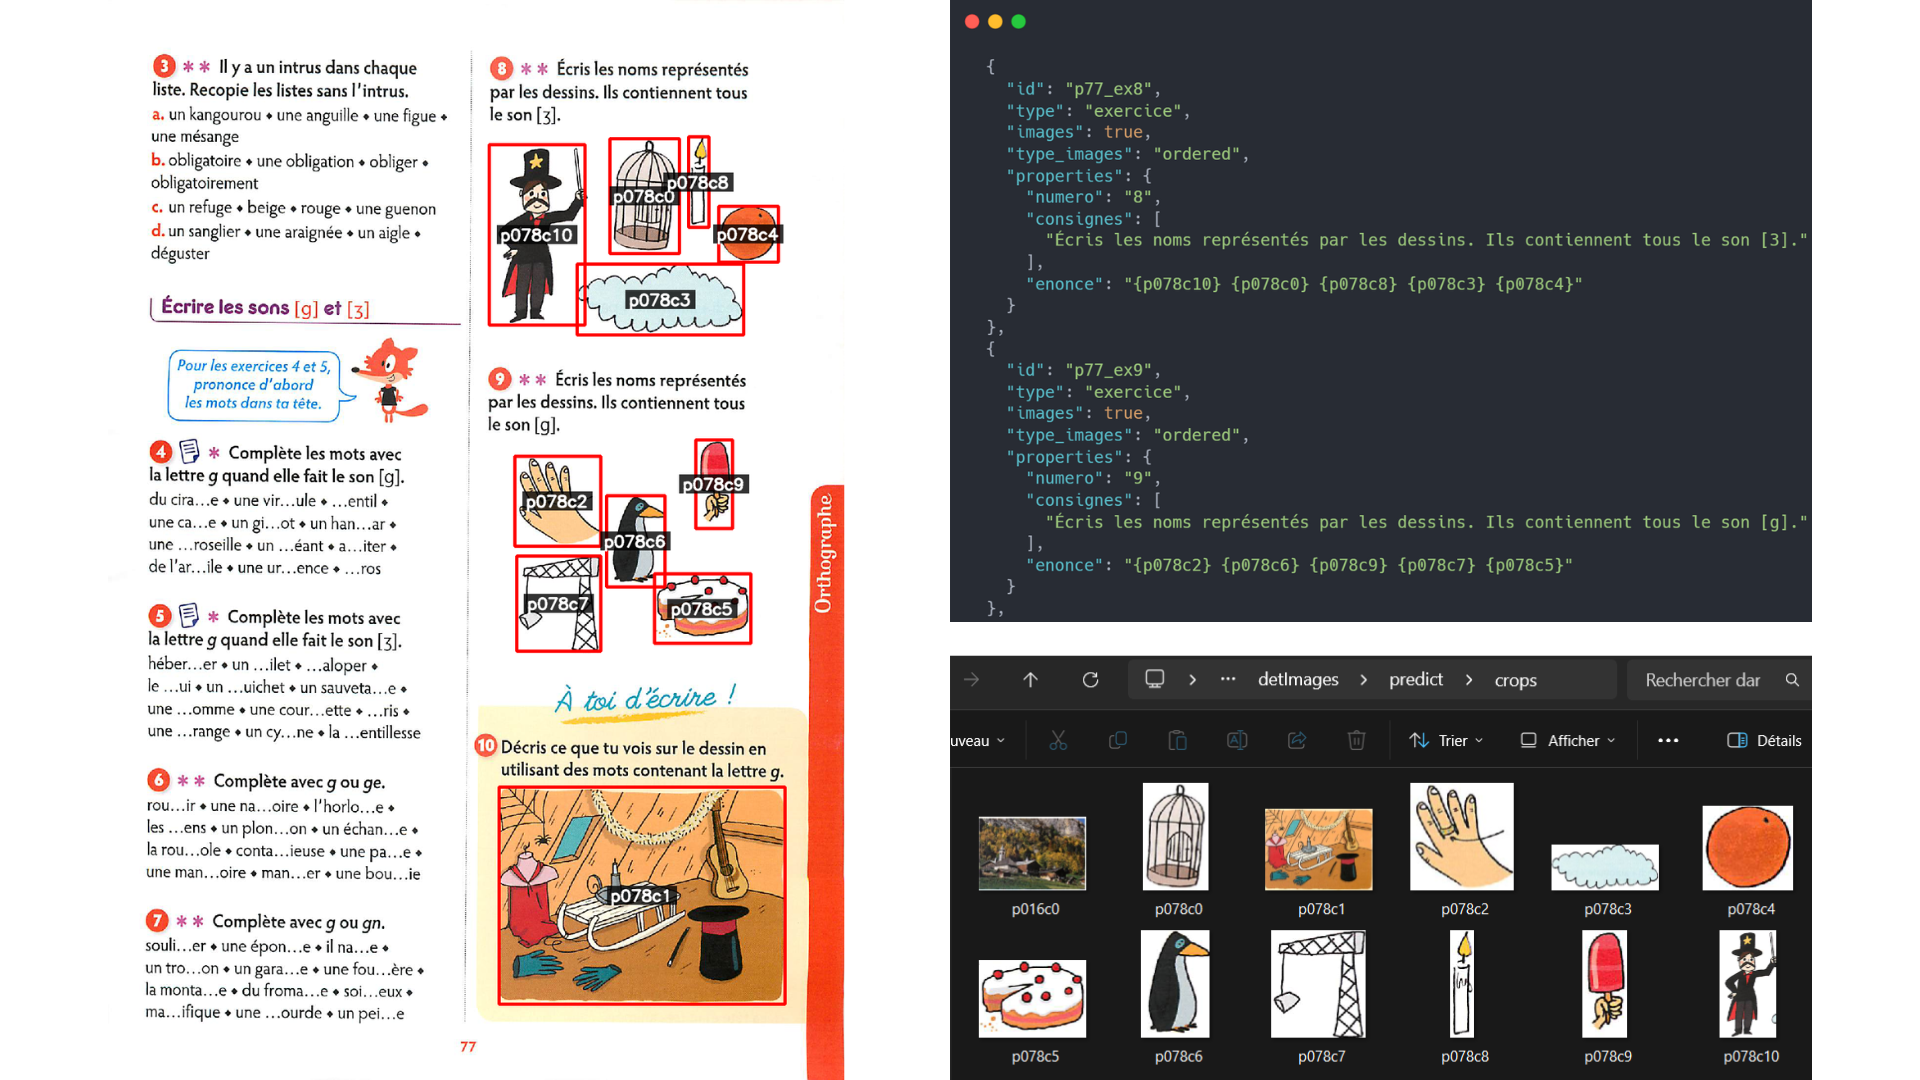 3 ** Il y a un intrus dans chaque
liste. Recopie les listes sans l'intrus.
a. un kangourou ◆ une anguille ◆ une figue ◆
une mésange
b. obligatoire ◆ une obligation ◆ obliger ◆
obligatoirement
c. un refuge ◆ beige ◆ rouge ◆ une guenon
d. un sanglier ◆ une araignée ◆ un aigle ◆
déguster
Écrire les sons [g] et [ʒ]
Pour les exercices 4 et 5,
prononce d'abord
les mots dans ta tête.
4 * Complète les mots avec
la lettre g quand elle fait le son [g].
du cira...e ◆ une vir...ule ◆ ...entil ◆
une ca...e ◆ un gi...ot ◆ un han...ar ◆
une ...roseille ◆ un ...éant ◆ a...iter ◆
de l'ar...ile ◆ une ur...ence ◆ ...ros
5 * Complète les mots avec
la lettre g quand elle fait le son [ʒ].
héber...er ◆ un ...ilet ◆ ...aloper ◆
le ...ui ◆ un ...uichet ◆ un sauveta...e ◆
une ...omme ◆ une cour...ette ◆ ...ris ◆
une ...range ◆ un cy...ne ◆ la ...entillesse
6 ** Complète avec g ou ge.
rou...ir ◆ une na...oire ◆ l'horlo...e ◆
les ...ens ◆ un plon...on ◆ un échan...e ◆
la rou...ole ◆ conta...ieuse ◆ une pa...e ◆
une man...oire ◆ man...er ◆ une bou...ie
7 ** Complète avec g ou gn.
souli...er ◆ une épon...e ◆ il na...e ◆
un tro...on ◆ un gara...e ◆ une fou...ère ◆
la monta...e ◆ du froma...e ◆ soi...eux ◆
ma...ifique ◆ une ...ourde ◆ un pei...e
77
8 ** Écris les noms représentés
par les dessins. Ils contiennent tous
le son [ʒ].
p078c10
p078c0
p078c8
p078c4
p078c3
9 ** Écris les noms représentés
par les dessins. Ils contiennent tous
le son [g].
p078c2
p078c9
p078c6
p078c7
p078c5
À toi d'écrire !
10 Décris ce que tu vois sur le dessin en
utilisant des mots contenant la lettre g.
p078c1
Orthographe
{
"id": "p77_ex8",
"type": "exercice",
"images": true,
"type_images": "ordered",
"properties": {
"numero": "8",
"consignes": [
"Écris les noms représentés par les dessins. Ils contiennent tous le son [3]."
],
"enonce": "{p078c10} {p078c0} {p078c8} {p078c3} {p078c4}"
}
},
{
"id": "p77_ex9",
"type": "exercice",
"images": true,
"type_images": "ordered",
"properties": {
"numero": "9",
"consignes": [
"Écris les noms représentés par les dessins. Ils contiennent tous le son [g]."
],
"enonce": "{p078c2} {p078c6} {p078c9} {p078c7} {p078c5}"
}
},
... > detImages > predict > crops Rechercher dar
uveau Trier Afficher ... Détails
p016c0 p078c0 p078c1 p078c2 p078c3 p078c4
p078c5 p078c6 p078c7 p078c8 p078c9 p078c10